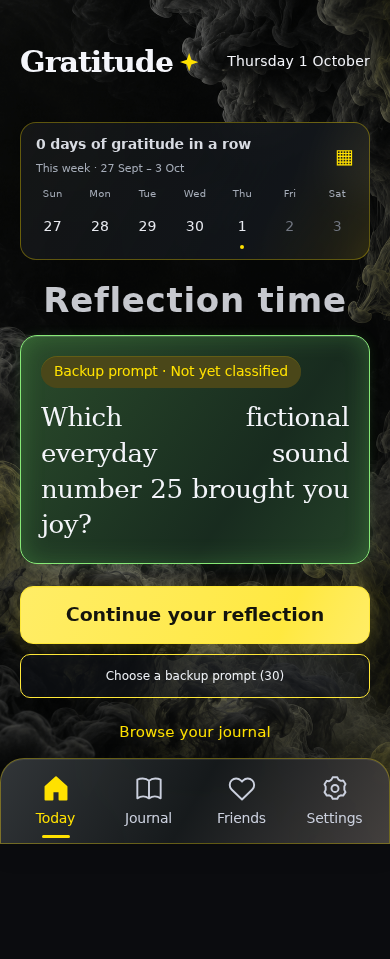 Gratitude
Thursday 1 October
0 days of gratitude in a row
This week · 27 Sept – 3 Oct
Sun Mon Tue Wed Thu Fri Sat
27 28 29 30 1 2 3
Reflection time
Backup prompt · Not yet classified
Which fictional
everyday sound
number 25 brought you
joy?
Continue your reflection
Choose a backup prompt (30)
Browse your journal
Today Journal Friends Settings